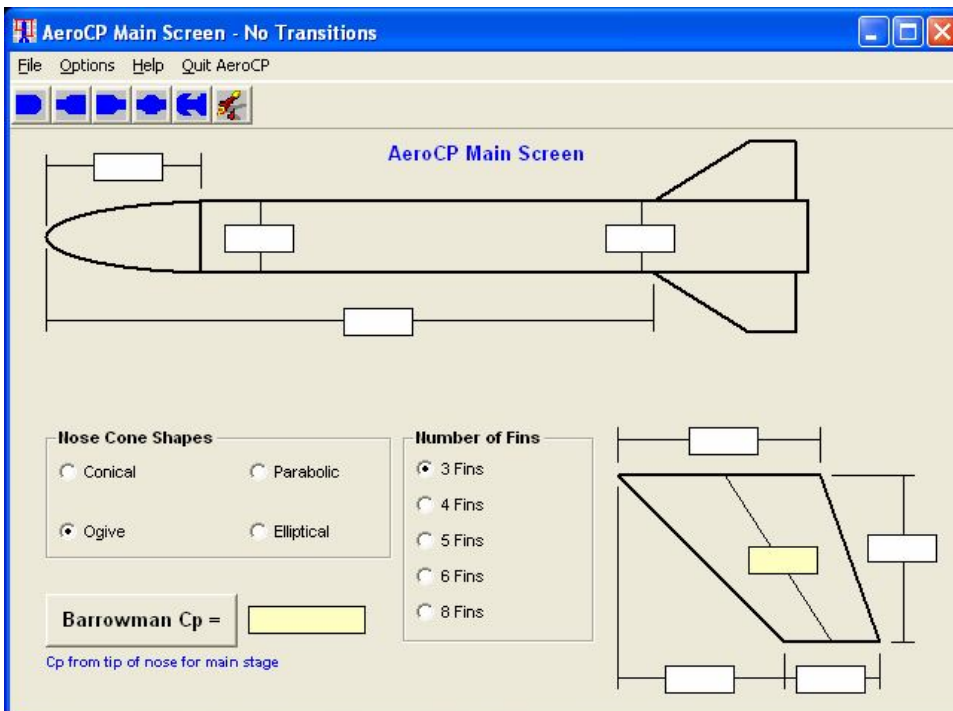 AeroCP Main Screen - No Transitions
File Options Help Quit AeroCP
AeroCP Main Screen
Nose Cone Shapes
Conical
Parabolic
Ogive
Elliptical
Number of Fins
3 Fins
4 Fins
5 Fins
6 Fins
8 Fins
Barrowman Cp =
Cp from tip of nose for main stage